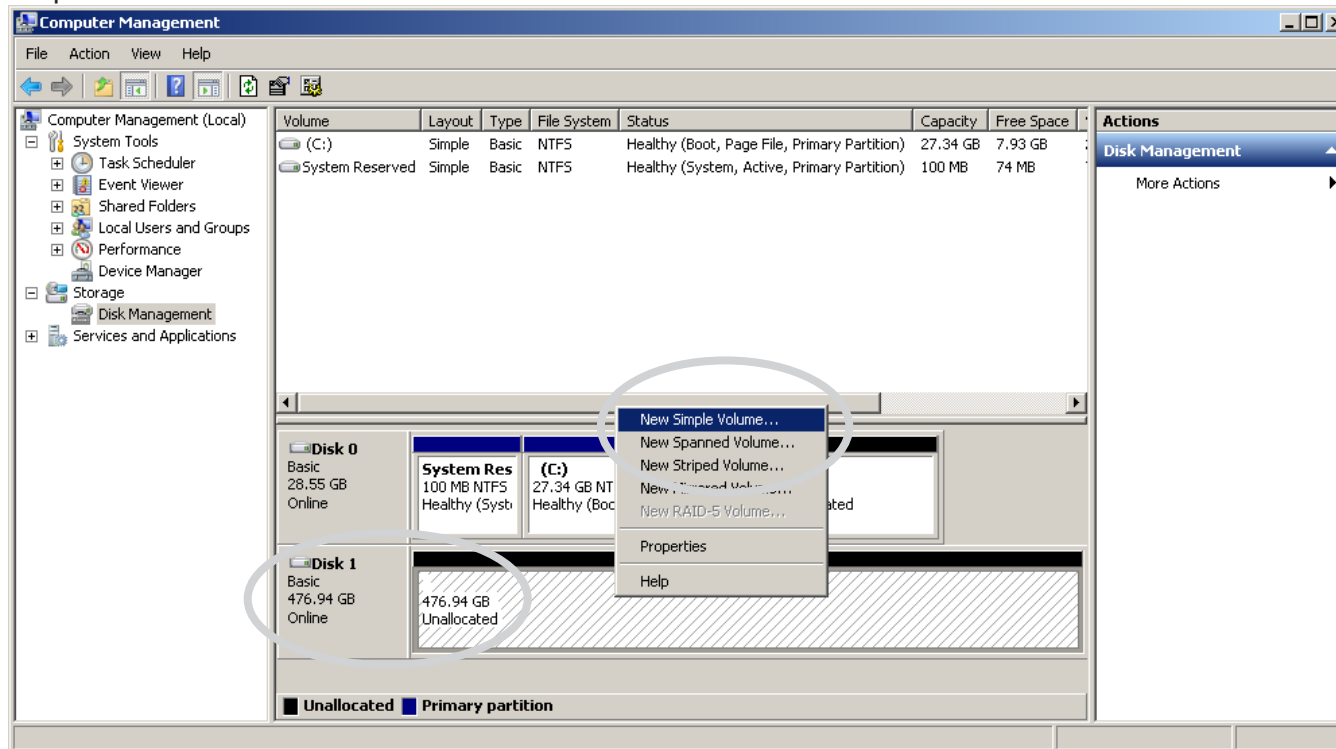 Computer Management
File Action View Help
Computer Management (Local)
System Tools
Task Scheduler
Event Viewer
Shared Folders
Local Users and Groups
Performance
Device Manager
Storage
Disk Management
Services and Applications
Volume Layout Type File System Status Capacity Free Space
(C:) Simple Basic NTFS Healthy (Boot, Page File, Primary Partition) 27.34 GB 7.93 GB
System Reserved Simple Basic NTFS Healthy (System, Active, Primary Partition) 100 MB 74 MB
Disk 0
Basic
28.55 GB
Online
System Res
100 MB NTFS
Healthy (Syst
(C:)
27.34 GB NT
Healthy (Boo
ated
Disk 1
Basic
476.94 GB
Online
476.94 GB
Unallocated
New Simple Volume...
New Spanned Volume...
New Striped Volume...
New Mirrored Volume...
New RAID-5 Volume...
Properties
Help
Unallocated Primary partition
Actions
Disk Management
More Actions